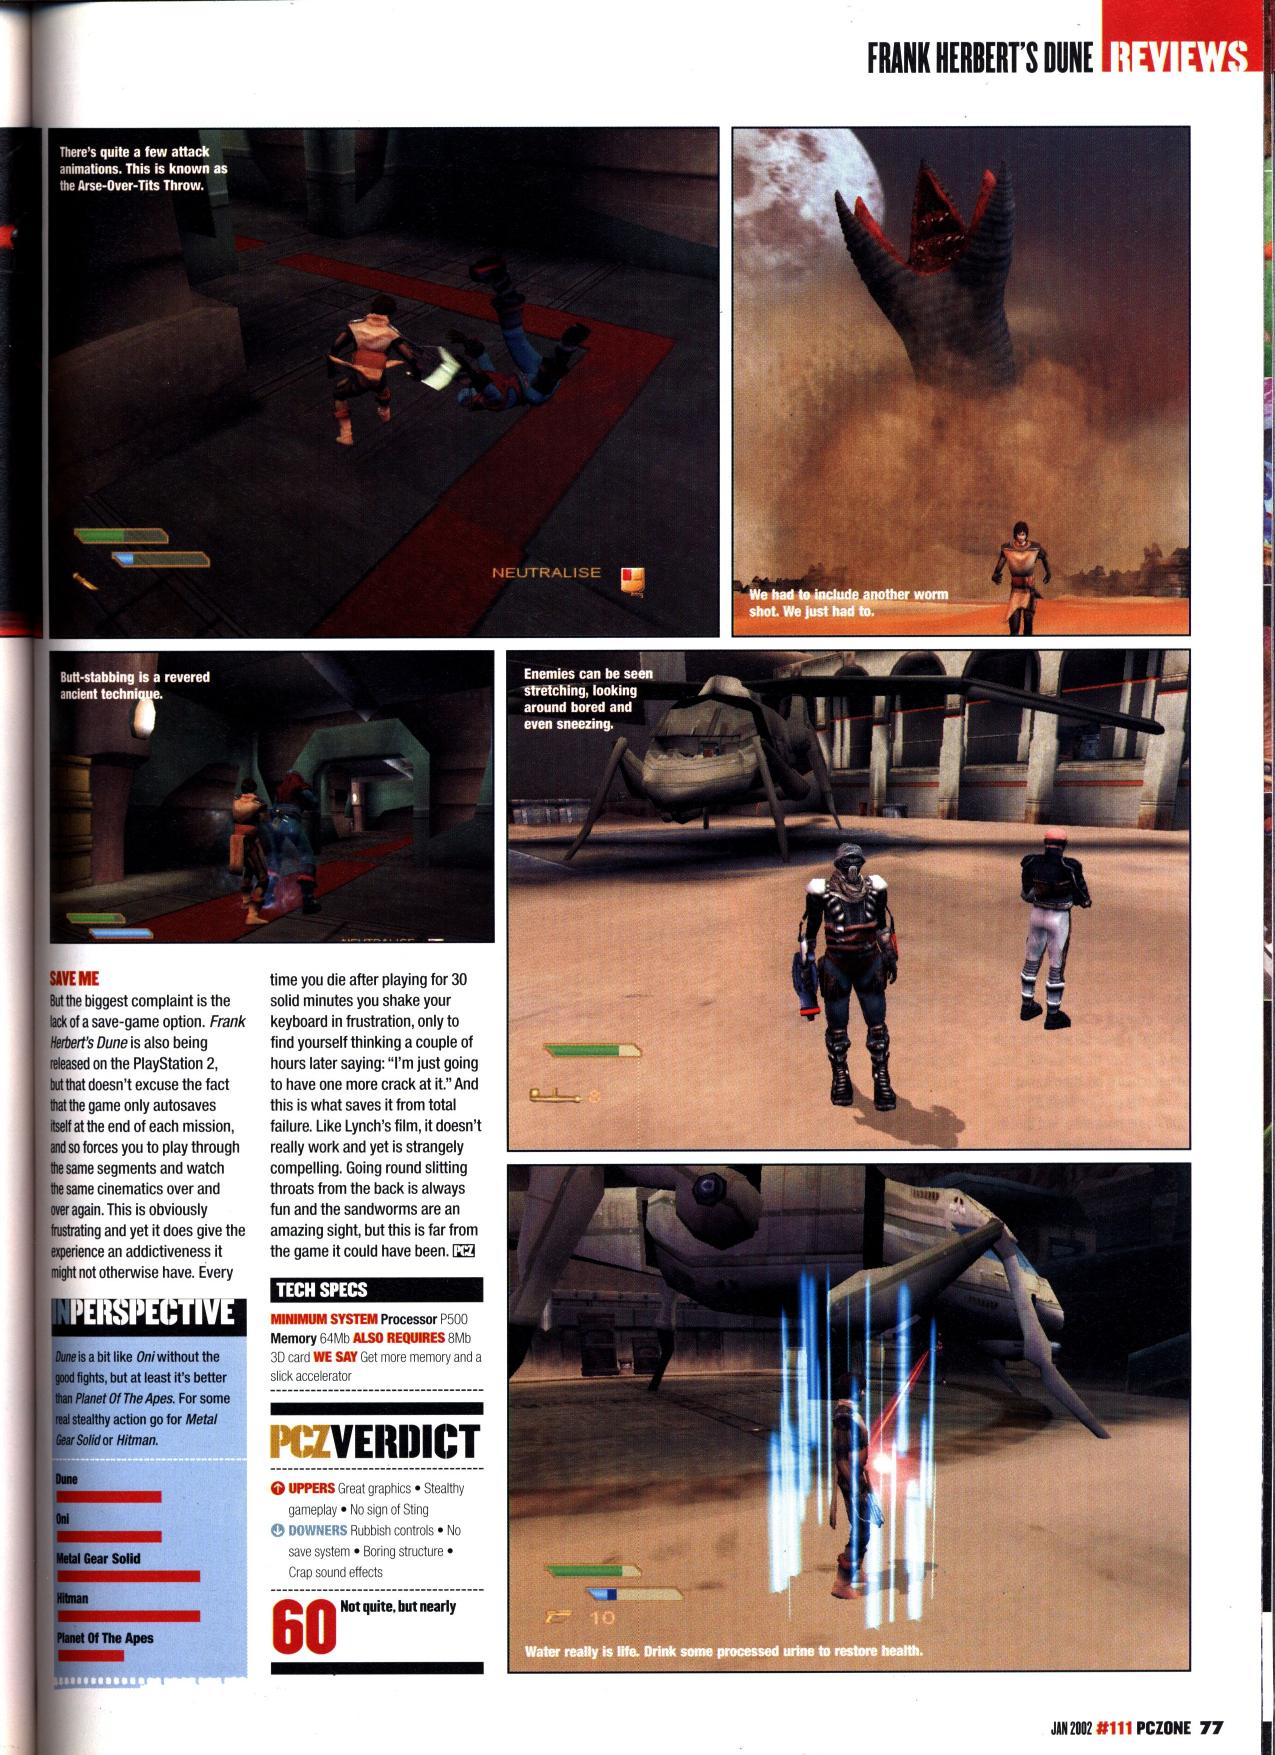 FRANK HERBERT'S DUNE REVIEWS
There's quite a few attack
animations. This is known as
the Arse-Over-Tits Throw.
NEUTRALISE
We had to include another worm
shot. We just had to.
Butt-stabbing is a revered
ancient technique.
NEUTRALISE
Enemies can be seen
stretching, looking
around bored and
even sneezing.
8
SAVE ME
But the biggest complaint is the
lack of a save-game option. Frank
Herbert's Dune is also being
released on the PlayStation 2,
but that doesn't excuse the fact
that the game only autosaves
itself at the end of each mission,
and so forces you to play through
the same segments and watch
the same cinematics over and
over again. This is obviously
frustrating and yet it does give the
experience an addictiveness it
might not otherwise have. Every
time you die after playing for 30
solid minutes you shake your
keyboard in frustration, only to
find yourself thinking a couple of
hours later saying: “I'm just going
to have one more crack at it.” And
this is what saves it from total
failure. Like Lynch's film, it doesn't
really work and yet is strangely
compelling. Going round slitting
throats from the back is always
fun and the sandworms are an
amazing sight, but this is far from
the game it could have been. PCZ
INPERSPECTIVE
Dune is a bit like Oni without the
good fights, but at least it's better
than Planet Of The Apes. For some
real stealthy action go for Metal
Gear Solid or Hitman.
Dune
Oni
Metal Gear Solid
Hitman
Planet Of The Apes
TECH SPECS
MINIMUM SYSTEM Processor P500
Memory 64Mb ALSO REQUIRES 8Mb
3D card WE SAY Get more memory and a
slick accelerator
PCZVERDICT
UPPERS Great graphics • Stealthy
gameplay • No sign of Sting
DOWNERS Rubbish controls • No
save system • Boring structure •
Crap sound effects
60 Not quite, but nearly
10
Water really is life. Drink some processed urine to restore health.
JAN 2002 #111 PCZONE 77